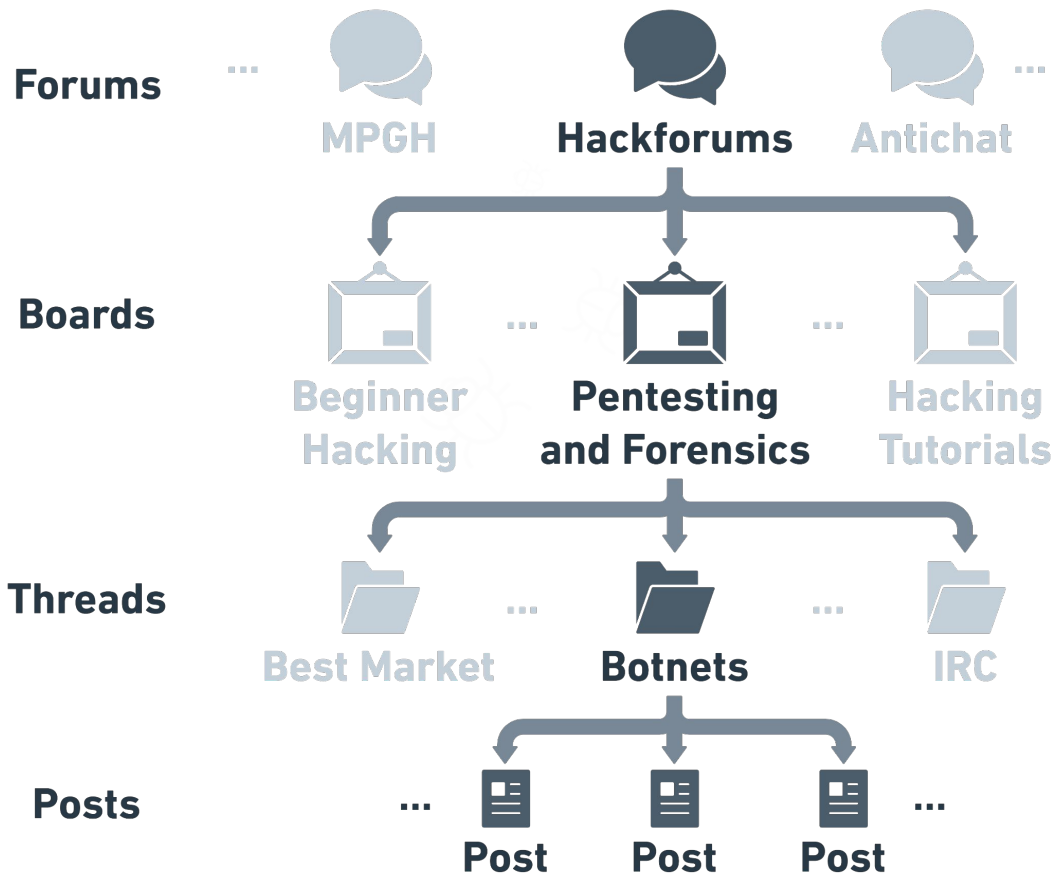 Forums
...
MPGH
Hackforums
Antichat
...
Boards
Beginner
Hacking
...
Pentesting
and Forensics
...
Hacking
Tutorials
Threads
Best Market
...
Botnets
...
IRC
Posts
...
Post
Post
Post
...